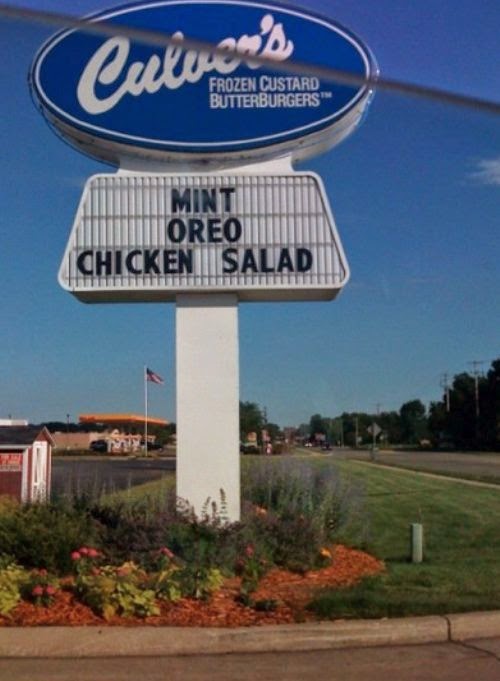 Culver's
FROZEN CUSTARD
BUTTERBURGERS™
MINT
OREO
CHICKEN SALAD